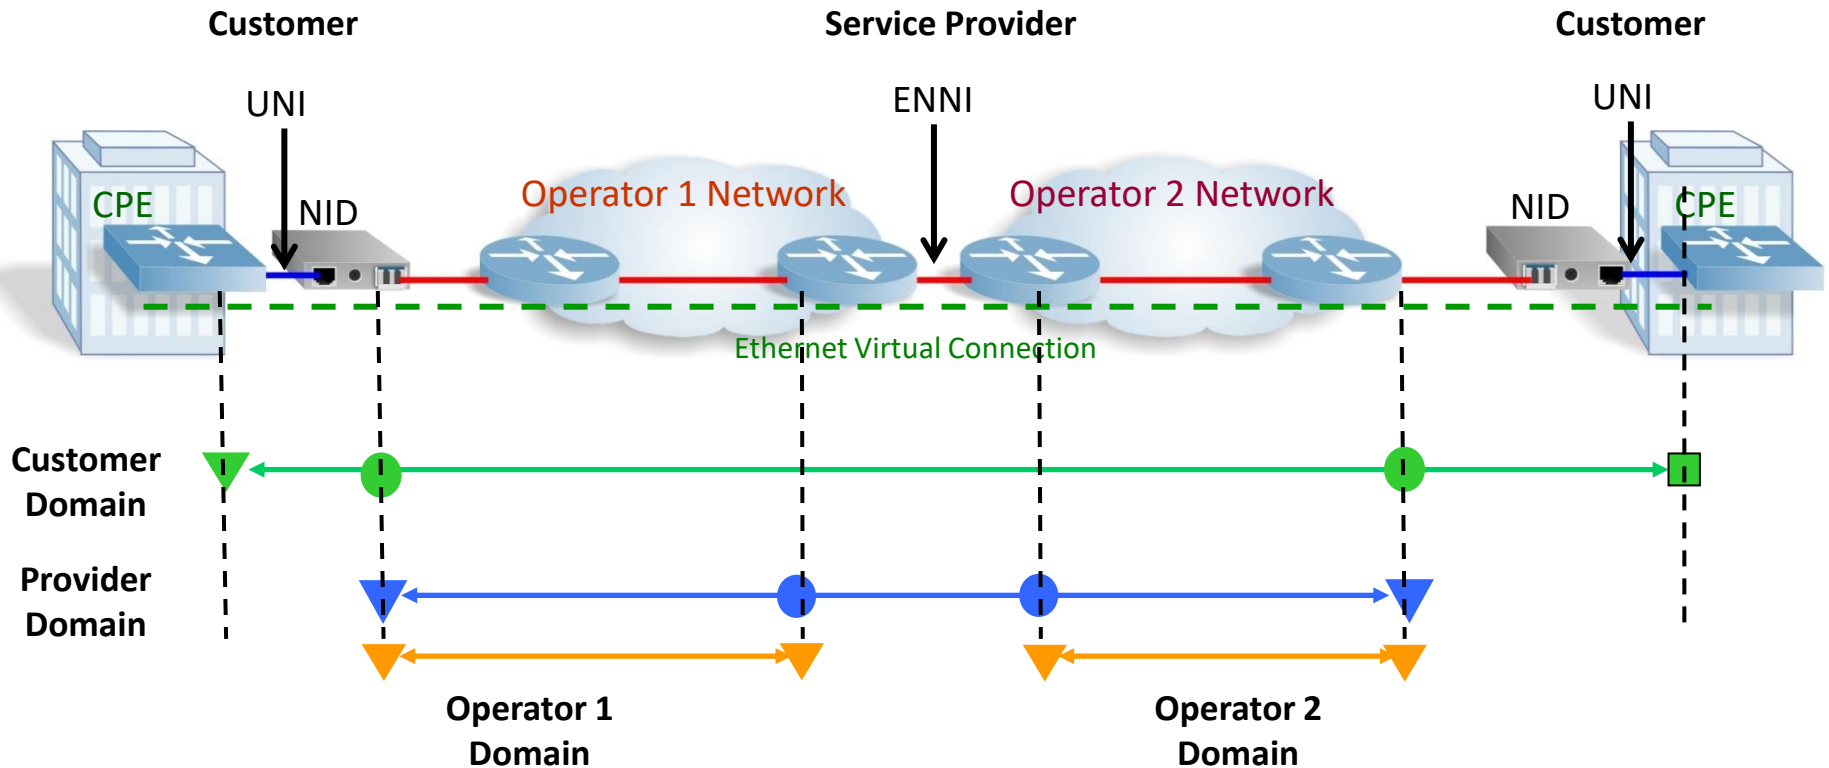 Customer
Service Provider
Customer
UNI
ENNI
UNI
CPE
NID
Operator 1 Network
Operator 2 Network
NID
CPE
Ethernet Virtual Connection
Customer
Domain
Provider
Domain
Operator 1
Domain
Operator 2
Domain